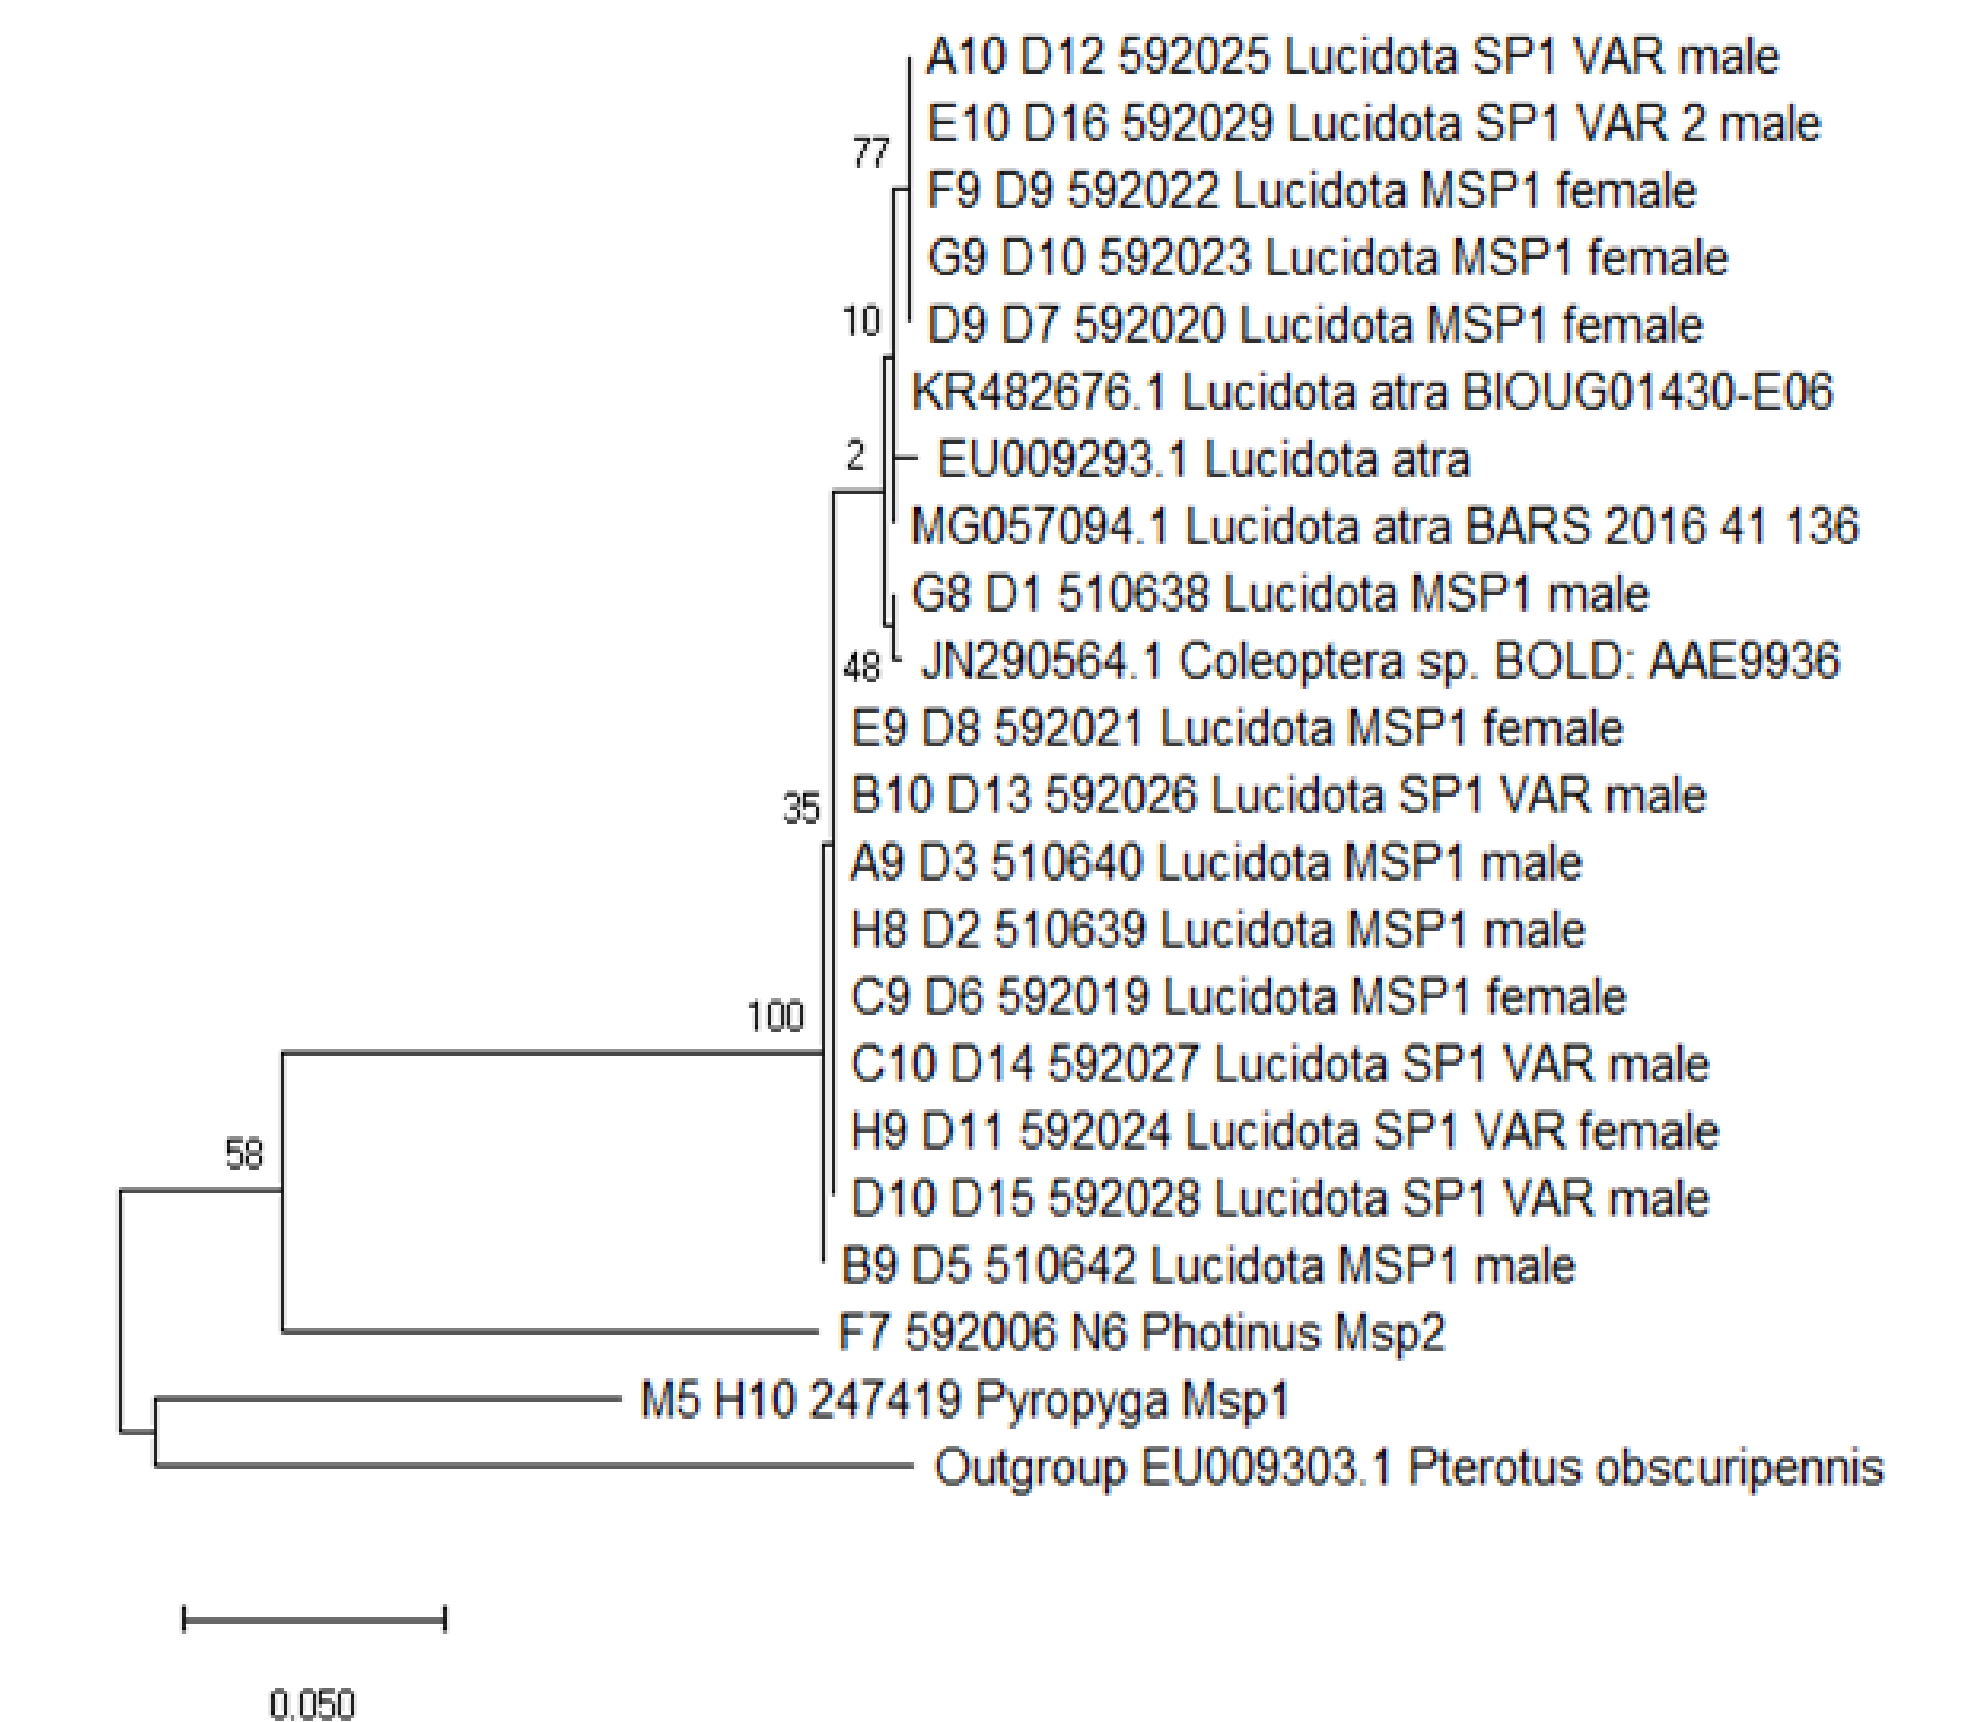 A10 D12 592025 Lucidota SP1 VAR male
E10 D16 592029 Lucidota SP1 VAR 2 male
77
F9 D9 592022 Lucidota MSP1 female
G9 D10 592023 Lucidota MSP1 female
10
D9 D7 592020 Lucidota MSP1 female
KR482676.1 Lucidota atra BIOUG01430-E06
2
EU009293.1 Lucidota atra
MG057094.1 Lucidota atra BARS 2016 41 136
G8 D1 510638 Lucidota MSP1 male
48
JN290564.1 Coleoptera sp. BOLD: AAE9936
E9 D8 592021 Lucidota MSP1 female
35
B10 D13 592026 Lucidota SP1 VAR male
A9 D3 510640 Lucidota MSP1 male
H8 D2 510639 Lucidota MSP1 male
C9 D6 592019 Lucidota MSP1 female
100
C10 D14 592027 Lucidota SP1 VAR male
H9 D11 592024 Lucidota SP1 VAR female
58
D10 D15 592028 Lucidota SP1 VAR male
B9 D5 510642 Lucidota MSP1 male
F7 592006 N6 Photinus Msp2
M5 H10 247419 Pyropyga Msp1
Outgroup EU009303.1 Pterotus obscuripennis
0.050